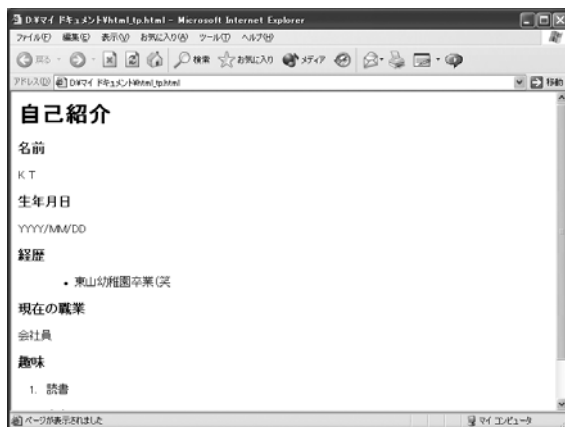 D:¥マイ ドキュメント¥html_tp.html - Microsoft Internet Explorer
ファイル(F) 編集(E) 表示(V) お気に入り(A) ツール(T) ヘルプ(H)
戻る 検索 お気に入り メディア
アドレス(D) D:¥マイ ドキュメント¥html_tp.html 移動
自己紹介
名前
K T
生年月日
YYYY/MM/DD
経歴
• 東山幼稚園卒業(笑
現在の職業
会社員
趣味
1. 読書
ページが表示されました マイ コンピュータ